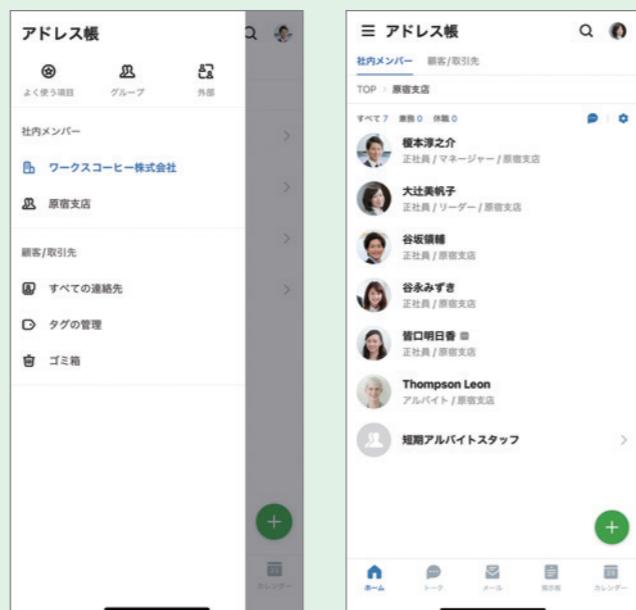 アドレス帳
よく使う項目
グループ
外部
社内メンバー
ワークスコーヒー株式会社
原宿支店
顧客/取引先
すべての連絡先
タグの管理
ゴミ箱
カレンダー
アドレス帳
社内メンバー 顧客/取引先
TOP > 原宿支店
すべて 7 兼務 0 休職 0
榎本淳之介
正社員 / マネージャー / 原宿支店
大辻美帆子
正社員 / リーダー / 原宿支店
谷坂領輔
正社員 / 原宿支店
谷永みずき
正社員 / 原宿支店
皆口明日香
正社員 / 原宿支店
Thompson Leon
アルバイト / 原宿支店
短期アルバイトスタッフ
ホーム トーク メール 掲示板 カレンダー